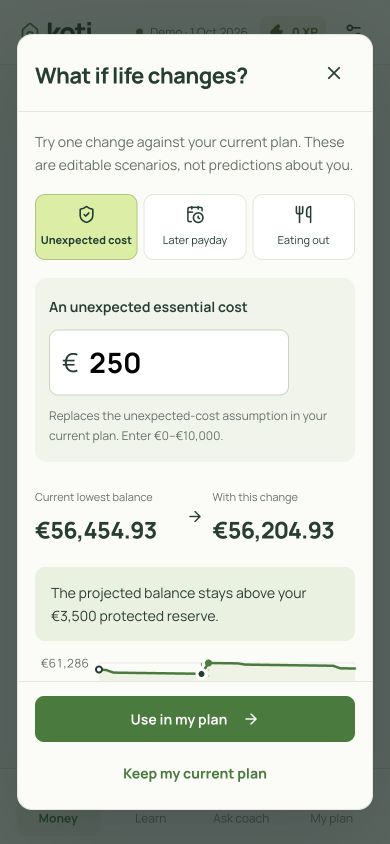 koti
Demo · 1 Oct 2026
0 XP
What if life changes?
Try one change against your current plan. These
are editable scenarios, not predictions about you.
Unexpected cost
Later payday
Eating out
An unexpected essential cost
€ 250
Replaces the unexpected-cost assumption in your
current plan. Enter €0–€10,000.
Current lowest balance
With this change
€56,454.93
→
€56,204.93
The projected balance stays above your
€3,500 protected reserve.
€61,286
Use in my plan →
Keep my current plan
Money
Learn
Ask coach
My plan